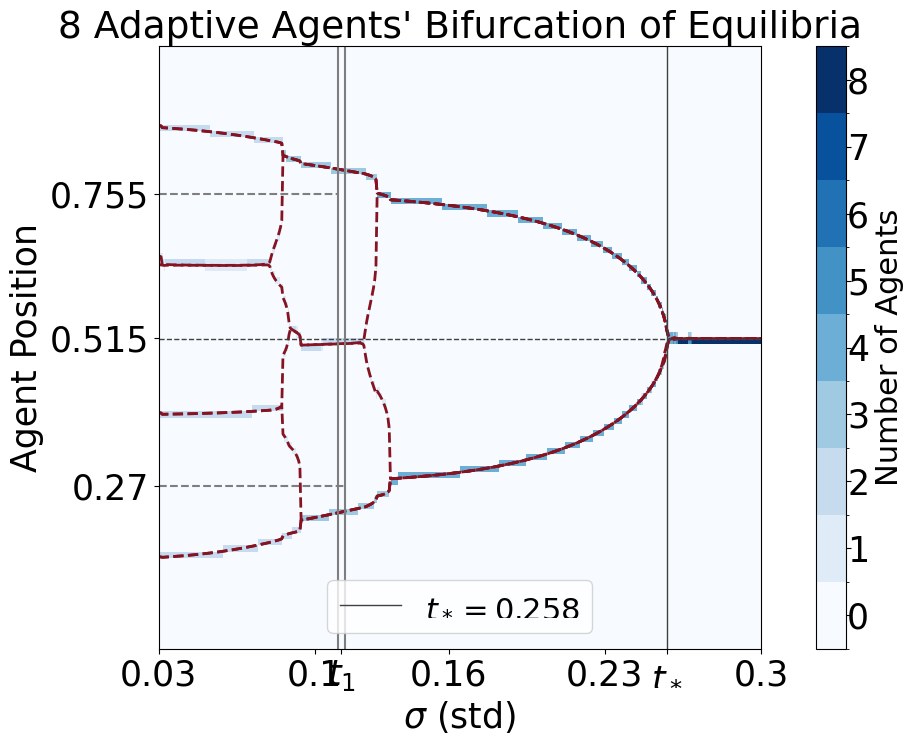 8 Adaptive Agents' Bifurcation of Equilibria
Agent Position
0.755
0.515
0.27
t* = 0.258
0.03
0.1
t₁
0.16
0.23
t*
0.3
σ (std)
8
7
6
5
4
3
2
1
0
Number of Agents